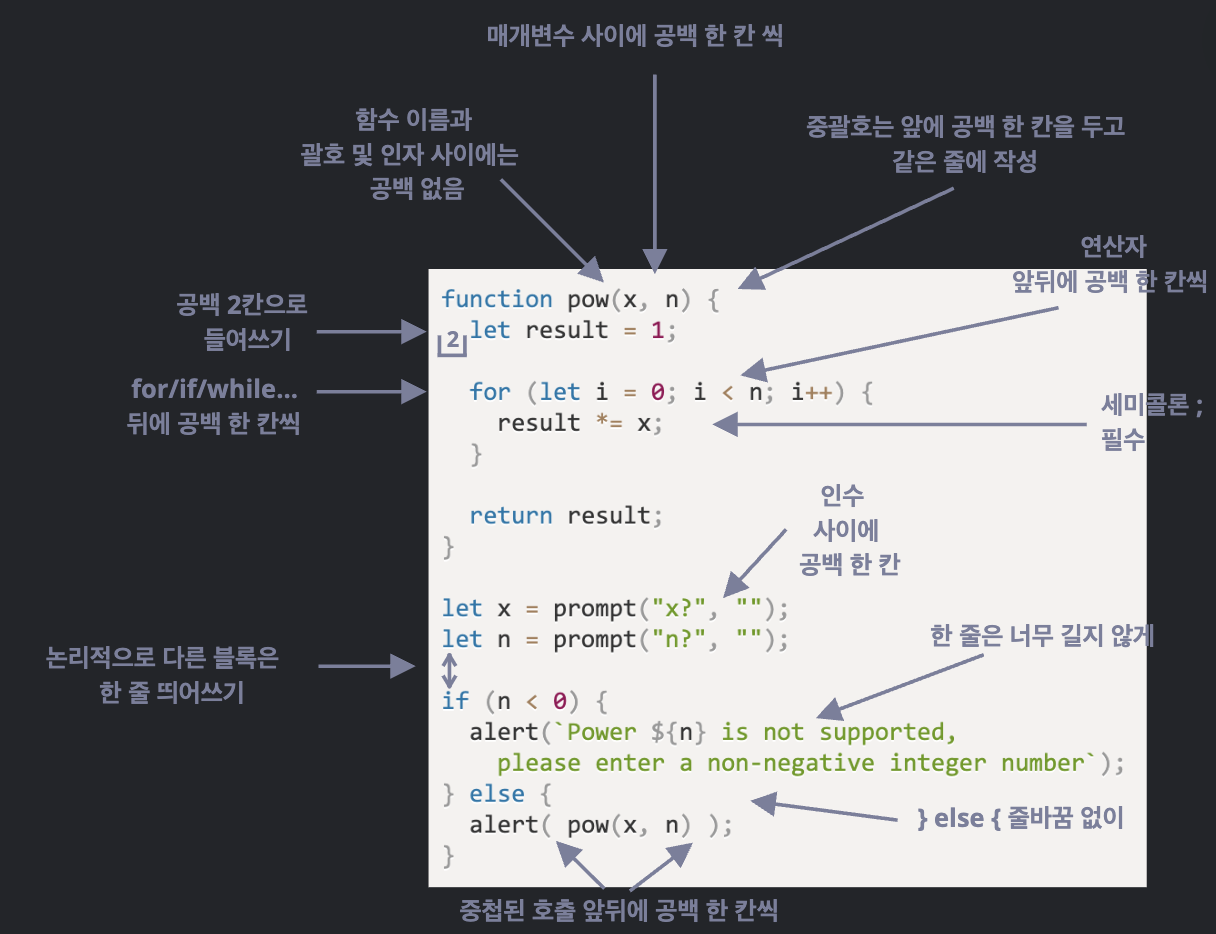 매개변수 사이에 공백 한 칸 씩
함수 이름과
괄호 및 인자 사이에는
공백 없음
중괄호는 앞에 공백 한 칸을 두고
같은 줄에 작성
연산자
앞뒤에 공백 한 칸씩
공백 2칸으로
들여쓰기
for/if/while...
뒤에 공백 한 칸씩
세미콜론 ;
필수
function pow(x, n) {
2
  let result = 1;
  for (let i = 0; i < n; i++) {
    result *= x;
  }
  return result;
}
인수
사이에
공백 한 칸
let x = prompt("x?", "");
let n = prompt("n?", "");
한 줄은 너무 길지 않게
논리적으로 다른 블록은
한 줄 띄어쓰기
if (n < 0) {
  alert(`Power ${n} is not supported,
    please enter a non-negative integer number`);
} else {
  alert( pow(x, n) );
}
} else { 줄바꿈 없이
중첩된 호출 앞뒤에 공백 한 칸씩